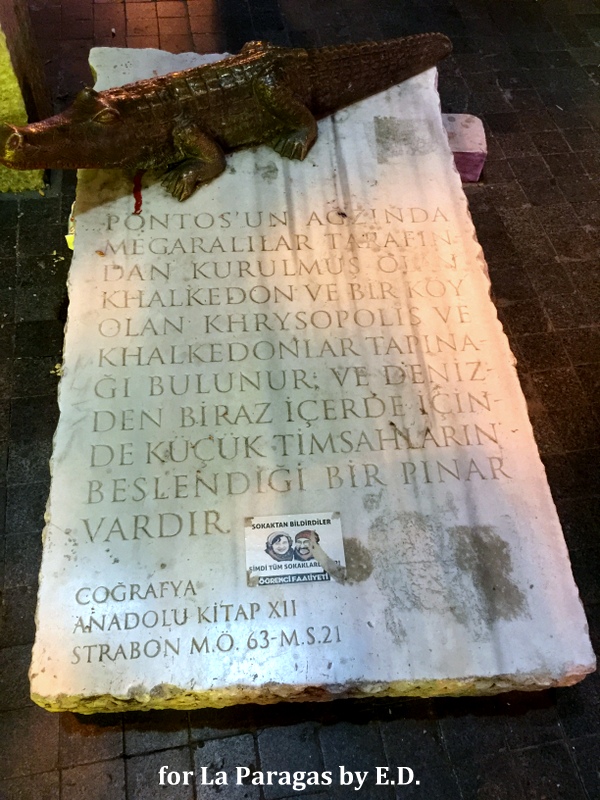 PONTOS'UN AĞZINDA
MEGARALILAR TARAFIN-
DAN KURULMUŞ
KHALKEDON VE BİR KÖY
OLAN KHRYSOPOLİS VE
KHALKEDONLAR TAPINA-
ĞI BULUNUR; VE DENİZ-
DEN BİRAZ İÇERDE İÇİN-
DE KÜÇÜK TİMSAHLARIN
BESLENDİĞİ BİR PINAR
VARDIR.
SOKAKTAN BİLDİRDİLER
ŞİMDİ TÜM
ÖĞRENCİ FAALİYETİ
COĞRAFYA
ANADOLU KİTAP XII
STRABON M.Ö. 63-M.S.21
for La Paragas by E.D.